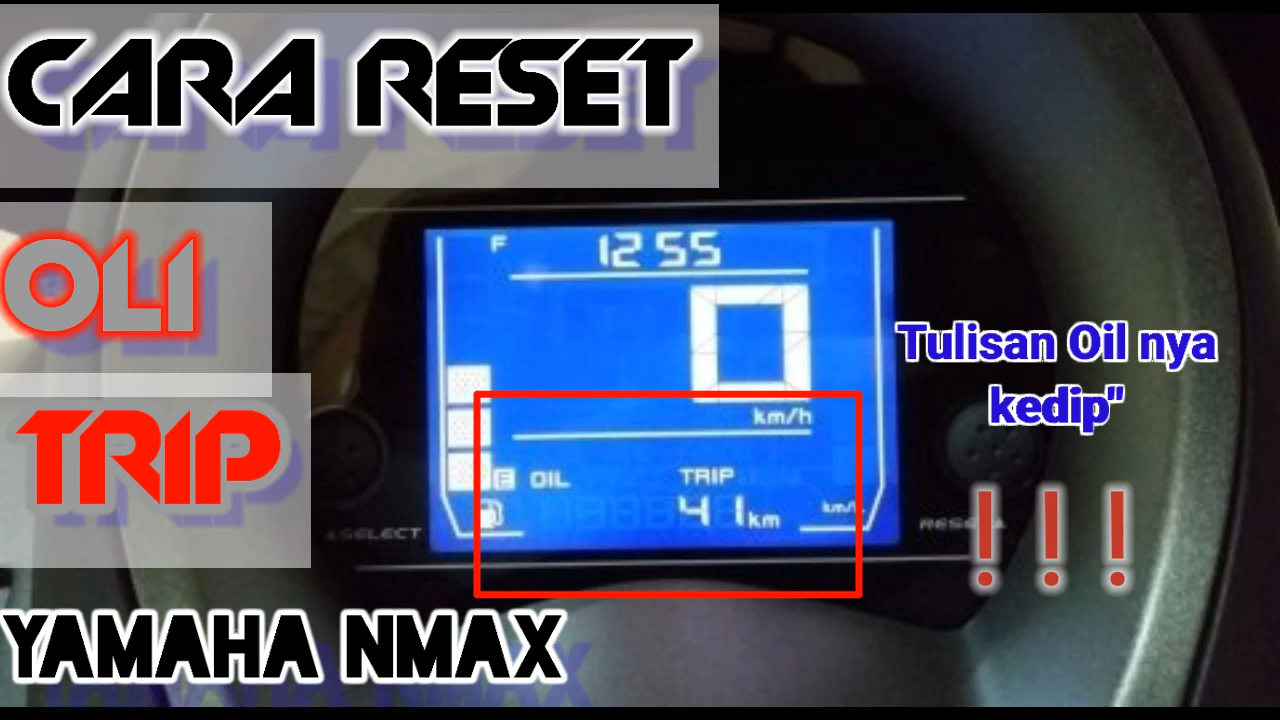 CARA RESET
OLI
TRIP
YAMAHA NMAX
Tulisan Oil nya
kedip"
❗❗❗
F
12 55
0
km/h
E OIL TRIP
41 km
km/
SELECT
RESET